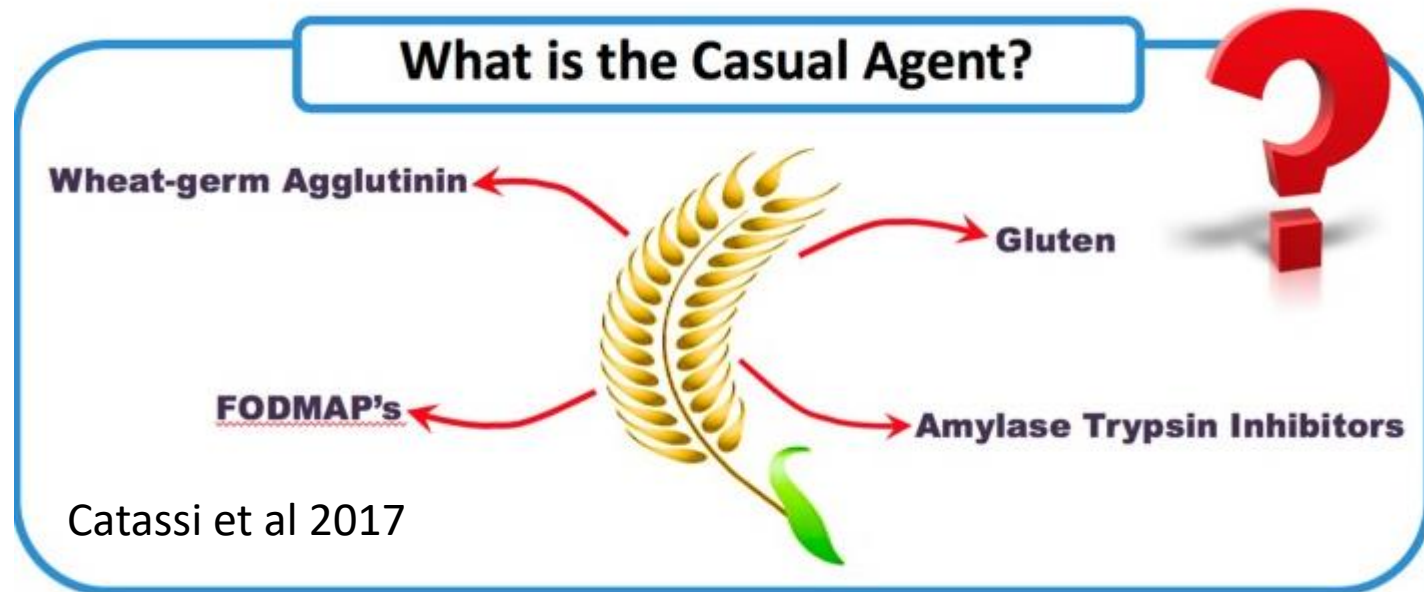 What is the Casual Agent?
Wheat-germ Agglutinin
Gluten
FODMAP's
Amylase Trypsin Inhibitors
Catassi et al 2017